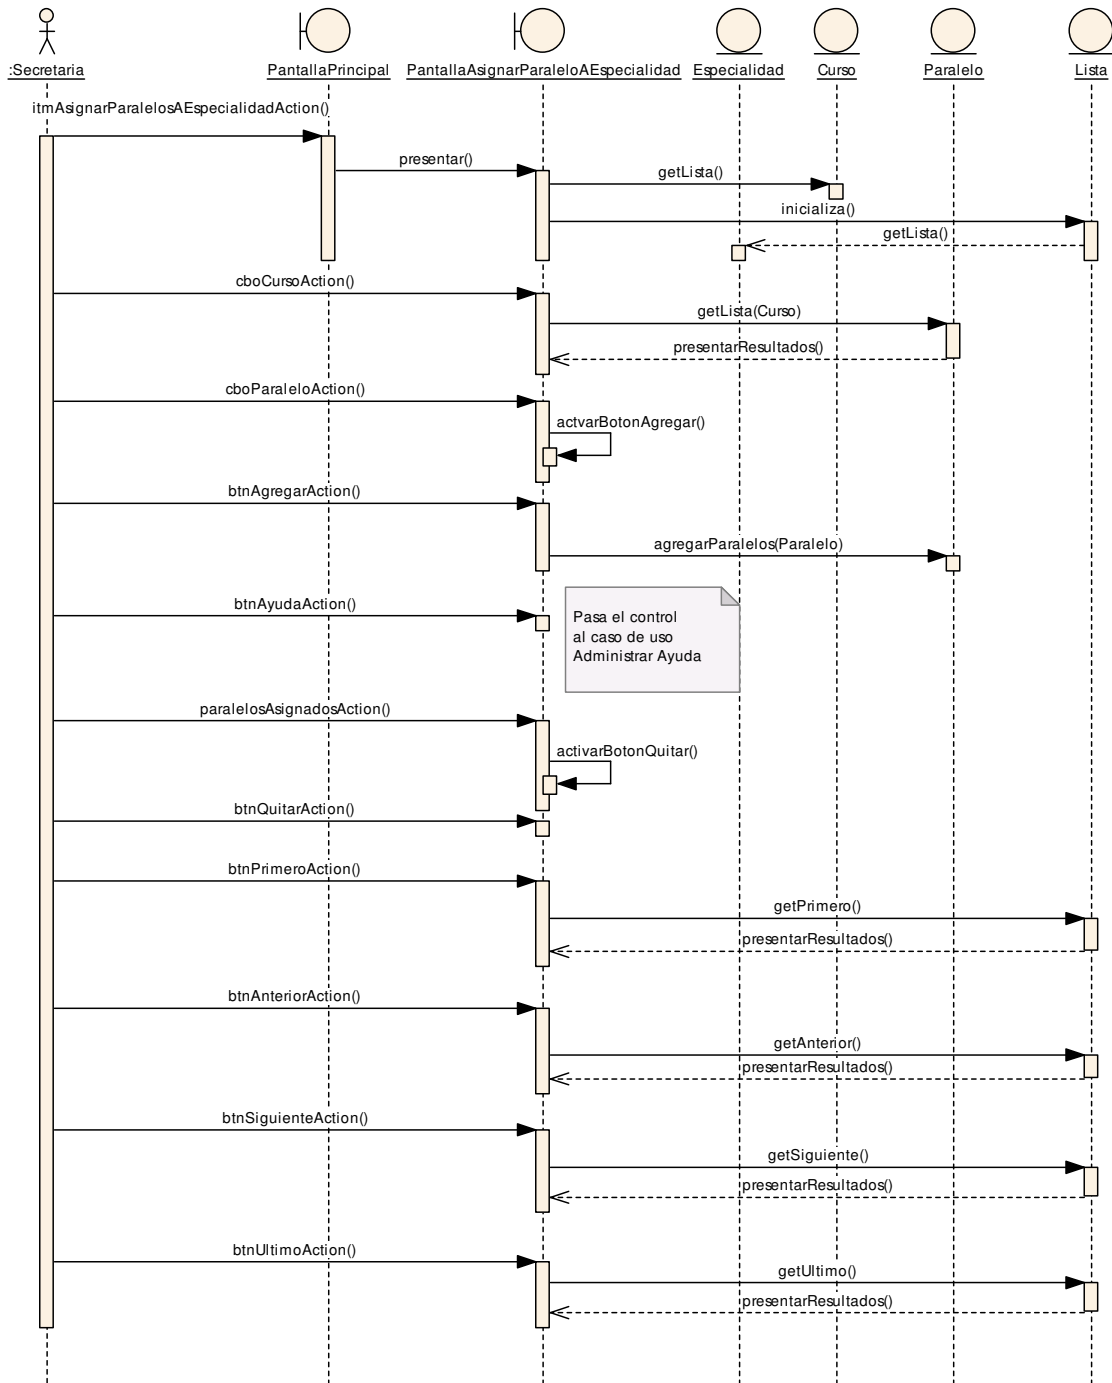 :Secretaria
PantallaPrincipal
PantallaAsignarParaleloAEspecialidad
Especialidad
Curso
Paralelo
Lista
itmAsignarParalelosAEspecialidadAction()
presentar()
getLista()
inicializa()
getLista()
cboCursoAction()
getLista(Curso)
presentarResultados()
cboParaleloAction()
actvarBotonAgregar()
btnAgregarAction()
agregarParalelos(Paralelo)
btnAyudaAction()
Pasa el control
al caso de uso
Administrar Ayuda
paralelosAsignadosAction()
activarBotonQuitar()
btnQuitarAction()
btnPrimeroAction()
getPrimero()
presentarResultados()
btnAnteriorAction()
getAnterior()
presentarResultados()
btnSiguienteAction()
getSiguiente()
presentarResultados()
btnUltimoAction()
getUltimo()
presentarResultados()